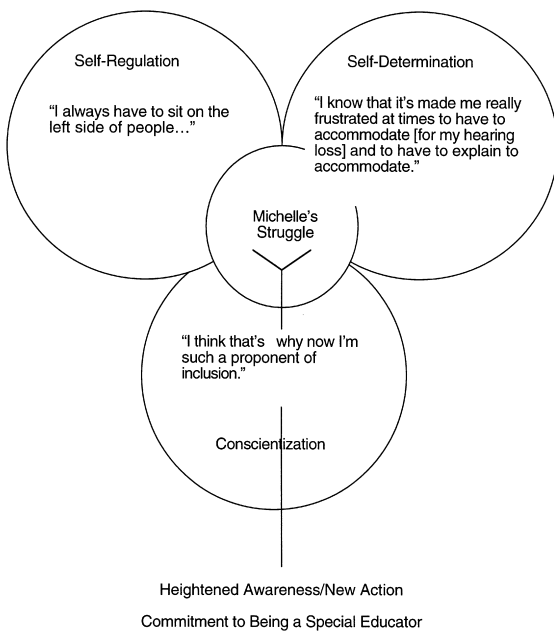 Self-Regulation
"I always have to sit on the
left side of people…"
Self-Determination
"I know that it's made me really
frustrated at times to have to
accommodate [for my hearing
loss] and to have to explain to
accommodate."
Michelle's
Struggle
"I think that's why now I'm
such a proponent of
inclusion."
Conscientization
Heightened Awareness/New Action
Commitment to Being a Special Educator